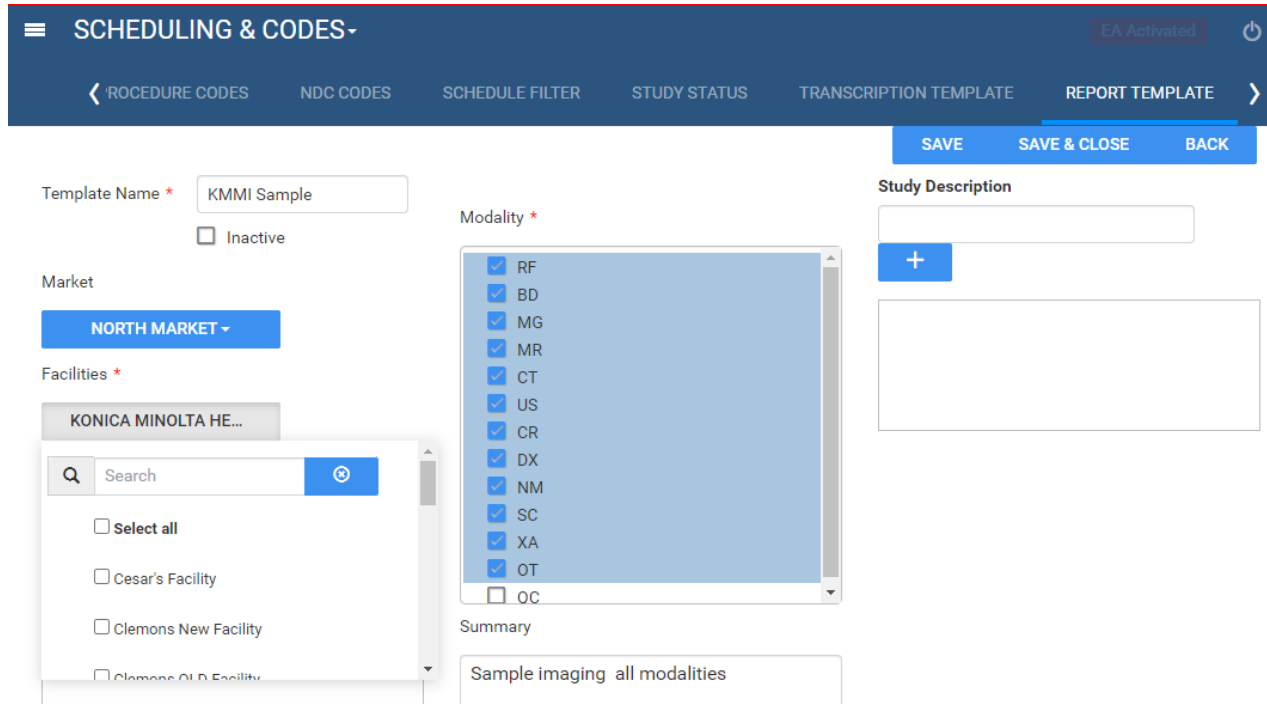 SCHEDULING & CODES
EA Activated
ROCEDURE CODES NDC CODES SCHEDULE FILTER STUDY STATUS TRANSCRIPTION TEMPLATE REPORT TEMPLATE
SAVE SAVE & CLOSE BACK
Template Name *
KMMI Sample
Inactive
Market
NORTH MARKET
Facilities *
KONICA MINOLTA HE...
Search
Select all
Cesar's Facility
Clemons New Facility
Clemons OLD Facility
Modality *
RF
BD
MG
MR
CT
US
CR
DX
NM
SC
XA
OT
OC
Summary
Sample imaging  all modalities
Study Description